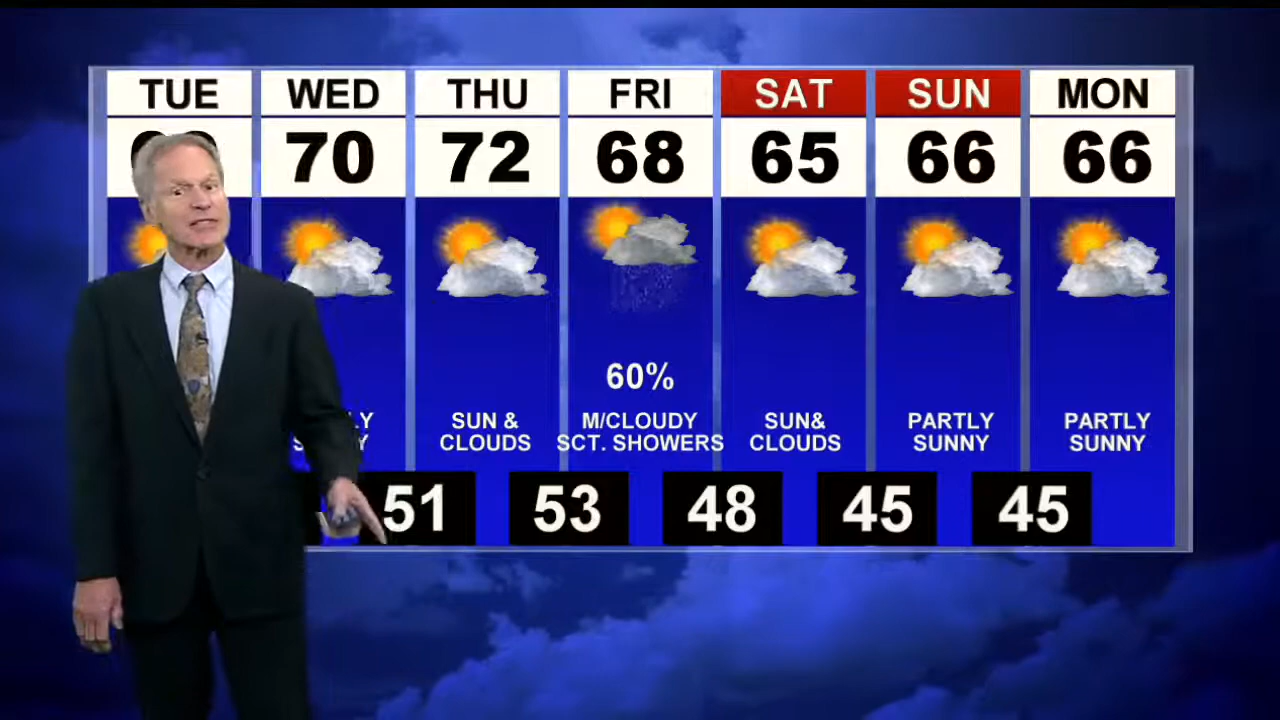 TUE WED THU FRI SAT SUN MON
70 72 68 65 66 66
60%
SUN & M/CLOUDY SUN& PARTLY PARTLY
CLOUDS SCT. SHOWERS CLOUDS SUNNY SUNNY
51 53 48 45 45